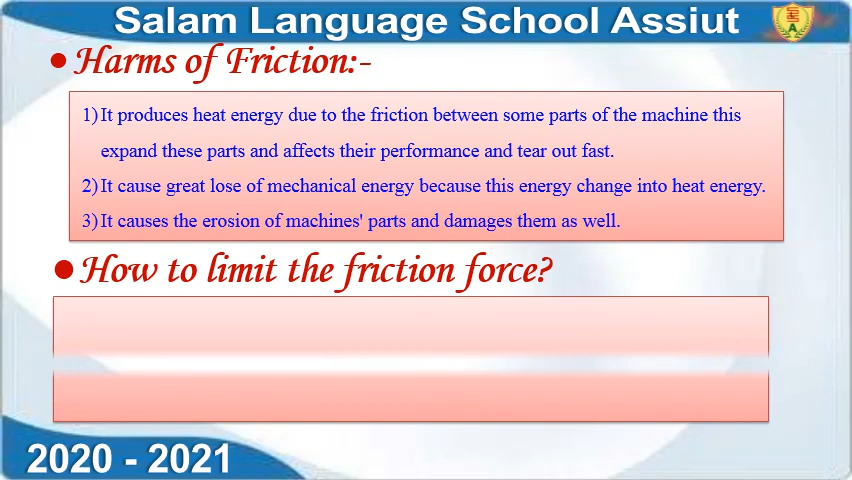 Salam Language School Assiut
A
• Harms of Friction:-
1) It produces heat energy due to the friction between some parts of the machine this
expand these parts and affects their performance and tear out fast.
2) It cause great lose of mechanical energy because this energy change into heat energy.
3) It causes the erosion of machines' parts and damages them as well.
• How to limit the friction force?
2020 - 2021